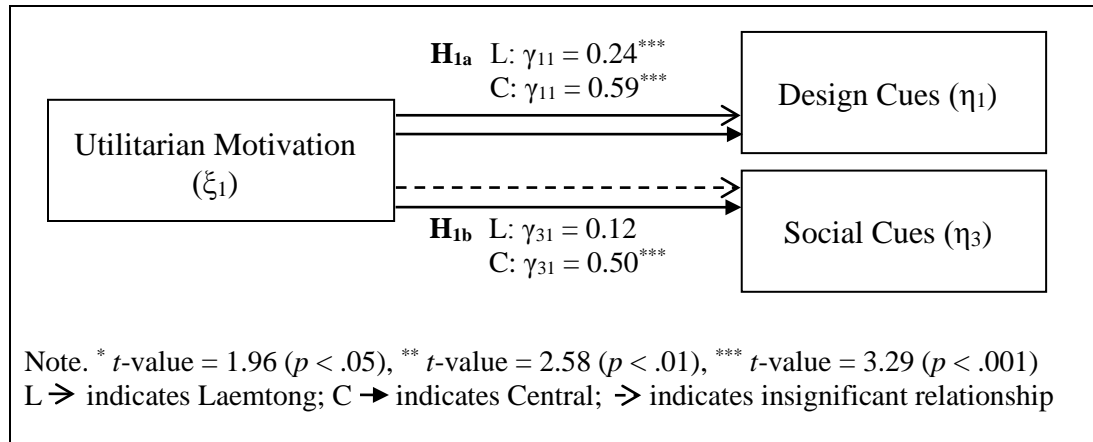 H1a L: γ11 = 0.24***
C: γ11 = 0.59***
Design Cues (η1)
Utilitarian Motivation
(ξ1)
H1b L: γ31 = 0.12
C: γ31 = 0.50***
Social Cues (η3)
Note. * t-value = 1.96 (p < .05), ** t-value = 2.58 (p < .01), *** t-value = 3.29 (p < .001)
L → indicates Laemtong; C → indicates Central; → indicates insignificant relationship